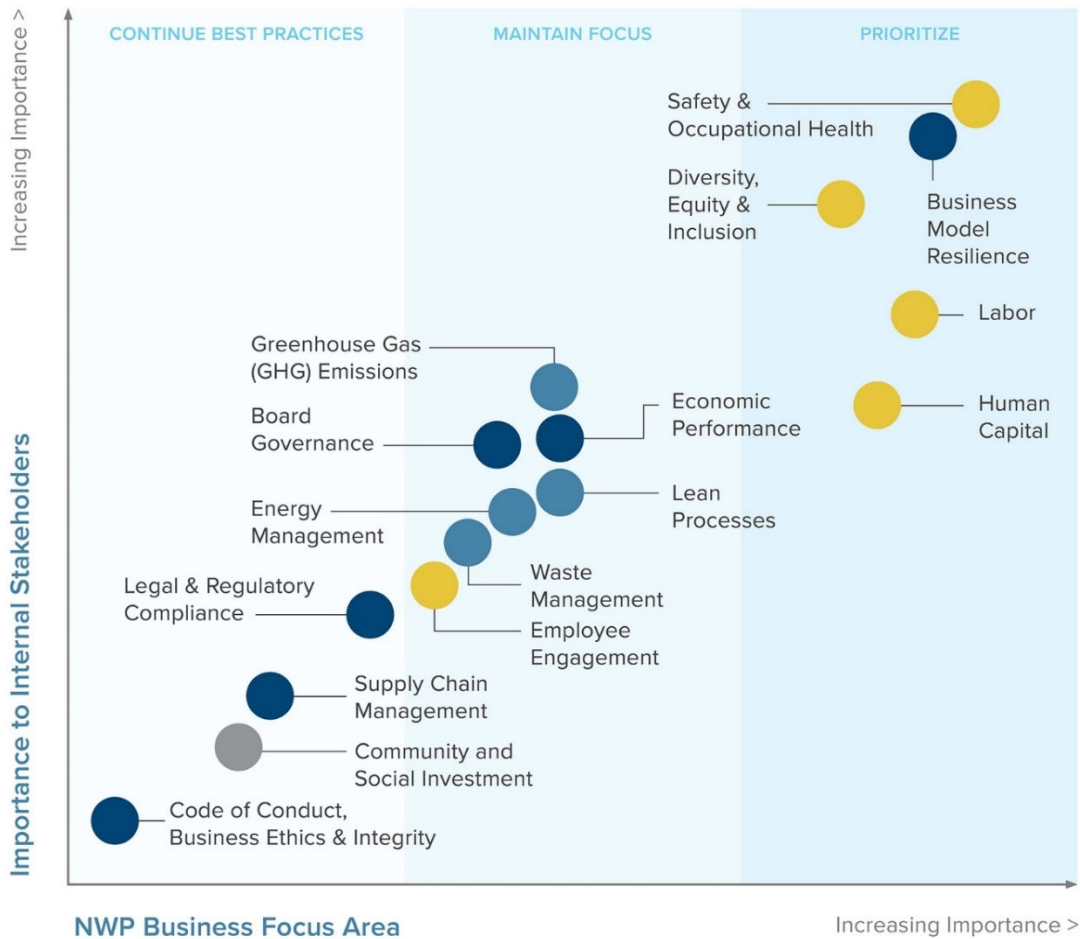 CONTINUE BEST PRACTICES
MAINTAIN FOCUS
PRIORITIZE
Increasing Importance >
Importance to Internal Stakeholders
Safety &
Occupational Health
Diversity,
Equity &
Inclusion
Business
Model
Resilience
Labor
Greenhouse Gas
(GHG) Emissions
Board
Governance
Economic
Performance
Human
Capital
Energy
Management
Lean
Processes
Waste
Management
Legal & Regulatory
Compliance
Employee
Engagement
Supply Chain
Management
Community and
Social Investment
Code of Conduct,
Business Ethics & Integrity
NWP Business Focus Area
Increasing Importance >